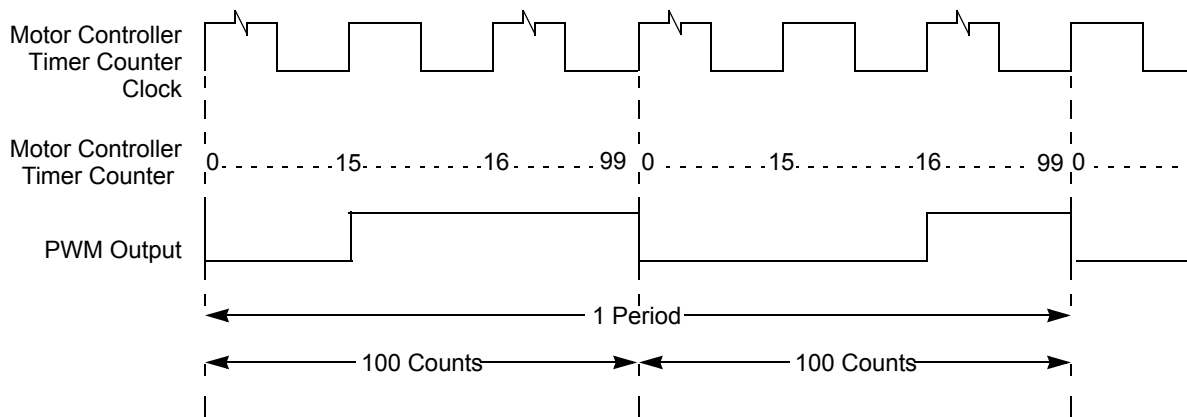 Motor Controller
Timer Counter
Clock
Motor Controller
Timer Counter
0 15 16 99 0 15 16 99 0
PWM Output
1 Period
100 Counts 100 Counts